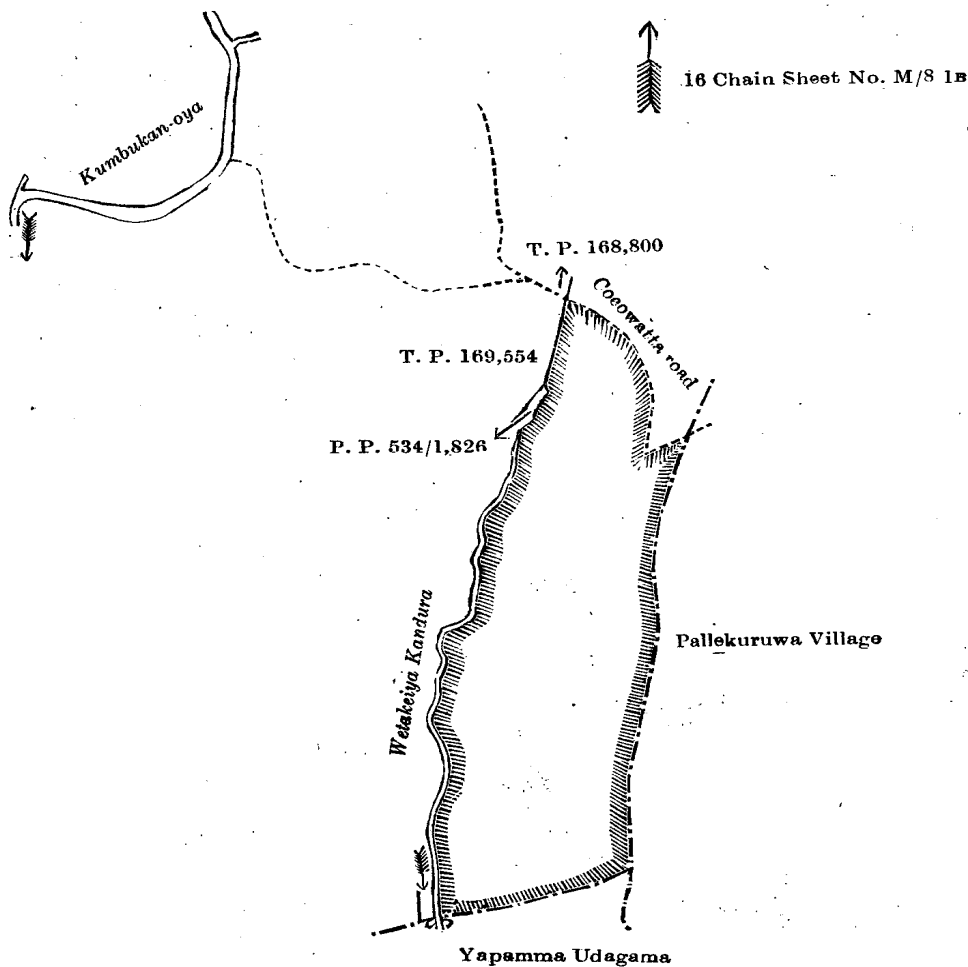 16 Chain Sheet No. M/8 1B
Kumbukan-oya
T. P. 168,800
Cocowatta road
T. P. 169,554
P. P. 534/1,826
Wetakeiya Kandura
Pallekuruwa Village
Yapamma Udagama